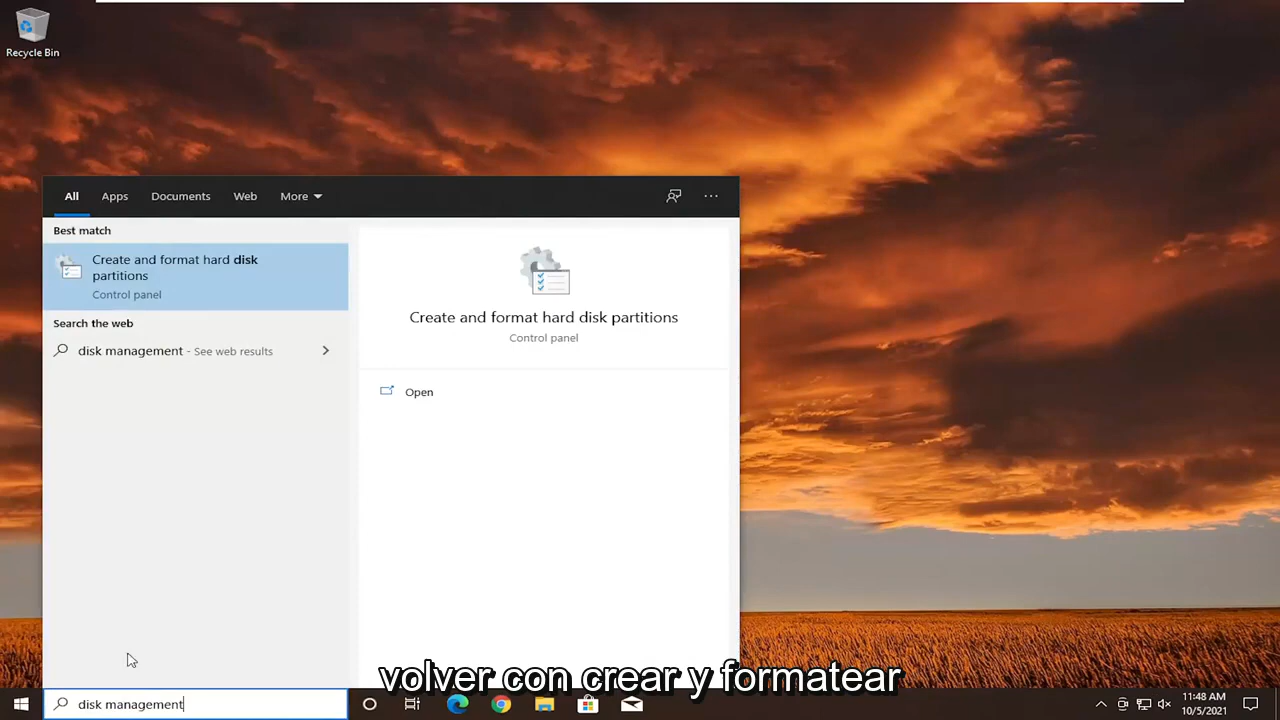 Recycle Bin
All Apps Documents Web More
Best match
Create and format hard disk
partitions
Control panel
Search the web
disk management - See web results
Create and format hard disk partitions
Control panel
Open
volver con crear y formatear
disk management
11:48 AM
10/5/2021